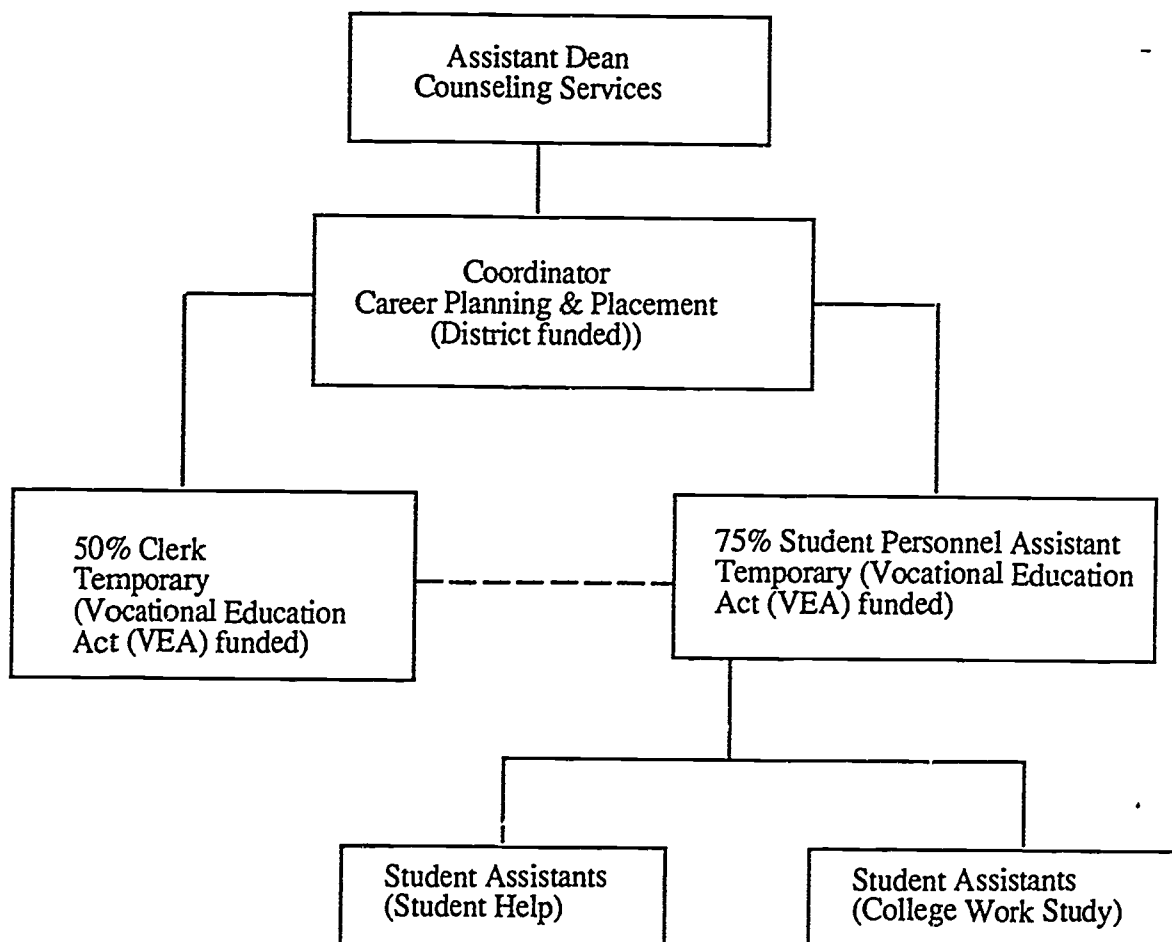 Assistant Dean
Counseling Services
Coordinator
Career Planning & Placement
(District funded))
50% Clerk
Temporary
(Vocational Education
Act (VEA) funded)
75% Student Personnel Assistant
Temporary (Vocational Education
Act (VEA) funded)
Student Assistants
(Student Help)
Student Assistants
(College Work Study)